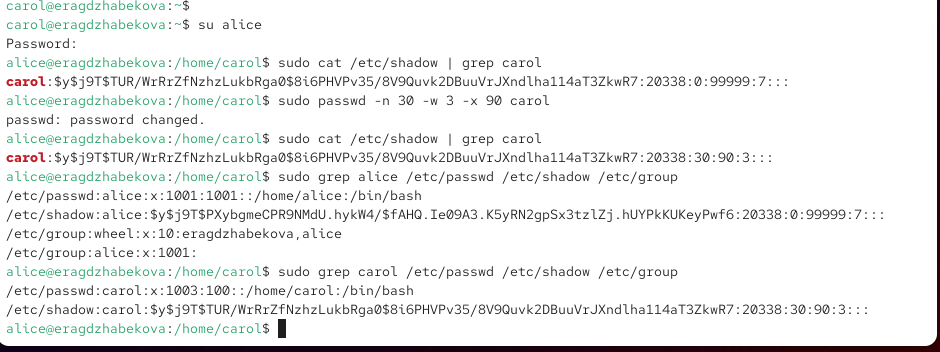 carol@eragdzhabekova:~$
carol@eragdzhabekova:~$ su alice
Password:
alice@eragdzhabekova:/home/carol$ sudo cat /etc/shadow | grep carol
carol:$y$j9T$TUR/WrRrZfNzhzLukbRga0$8i6PHVPv35/8V9Quvk2DBuuVrJXndlha114aT3ZkwR7:20338:0:99999:7:::
alice@eragdzhabekova:/home/carol$ sudo passwd -n 30 -w 3 -x 90 carol
passwd: password changed.
alice@eragdzhabekova:/home/carol$ sudo cat /etc/shadow | grep carol
carol:$y$j9T$TUR/WrRrZfNzhzLukbRga0$8i6PHVPv35/8V9Quvk2DBuuVrJXndlha114aT3ZkwR7:20338:30:90:3:::
alice@eragdzhabekova:/home/carol$ sudo grep alice /etc/passwd /etc/shadow /etc/group
/etc/passwd:alice:x:1001:1001::/home/alice:/bin/bash
/etc/shadow:alice:$y$j9T$PXybgmeCPR9NMdU.hykW4/$fAHQ.Ie09A3.K5yRN2gpSx3tzlZj.hUYPkKUKeyPwf6:20338:0:99999:7:::
/etc/group:wheel:x:10:eragdzhabekova,alice
/etc/group:alice:x:1001:
alice@eragdzhabekova:/home/carol$ sudo grep carol /etc/passwd /etc/shadow /etc/group
/etc/passwd:carol:x:1003:100::/home/carol:/bin/bash
/etc/shadow:carol:$y$j9T$TUR/WrRrZfNzhzLukbRga0$8i6PHVPv35/8V9Quvk2DBuuVrJXndlha114aT3ZkwR7:20338:30:90:3:::
alice@eragdzhabekova:/home/carol$